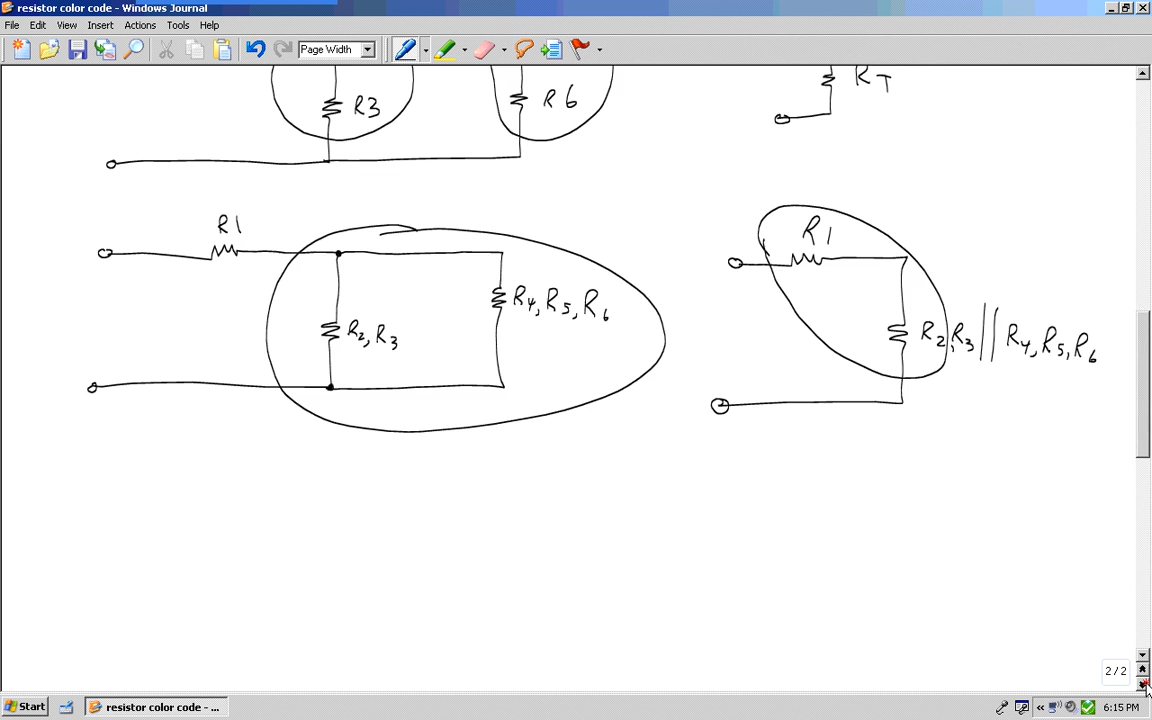 resistor color code - Windows Journal
File Edit View Insert Actions Tools Help
Page Width
R3
R6
RT
R1
R2, R3
R4, R5, R6
R1
R2, R3 || R4, R5, R6
2/2
Start
resistor color code - ...
«
6:15 PM